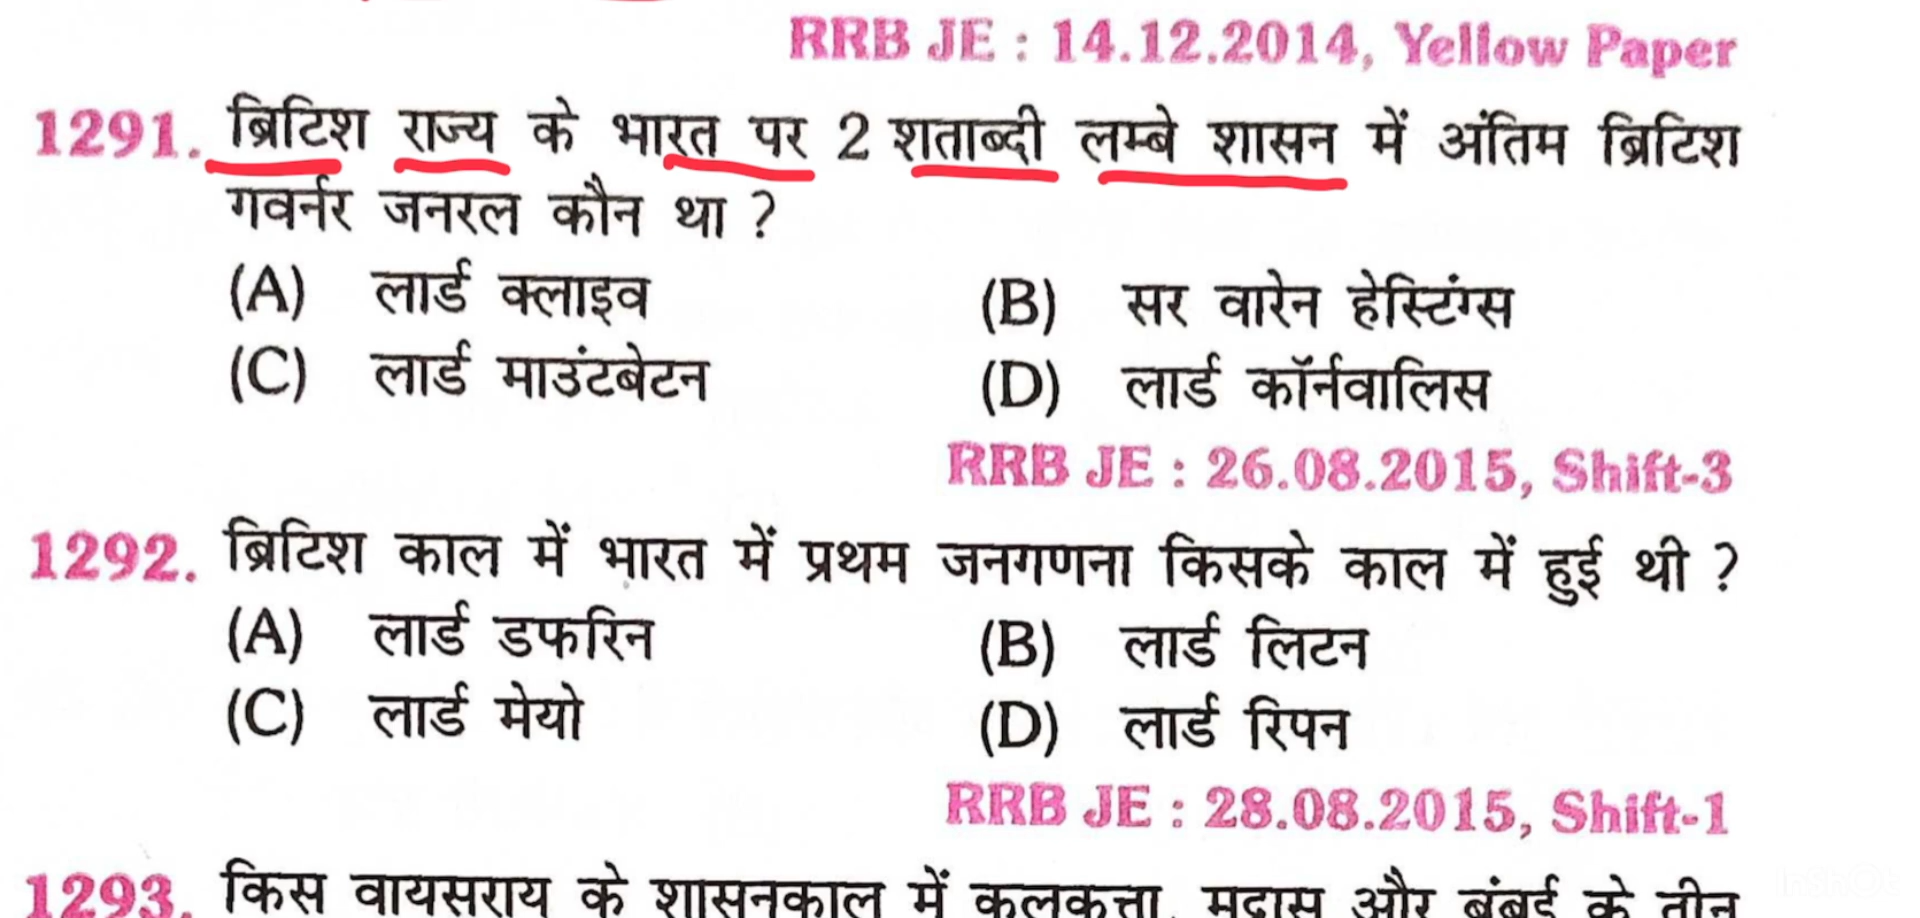 RRB JE : 14.12.2014, Yellow Paper
1291. ब्रिटिश राज्य के भारत पर 2 शताब्दी लम्बे शासन में अंतिम ब्रिटिश
गवर्नर जनरल कौन था ?
(A) लार्ड क्लाइव (B) सर वारेन हेस्टिंग्स
(C) लार्ड माउंटबेटन (D) लार्ड कॉर्नवालिस
RRB JE : 26.08.2015, Shift-3
1292. ब्रिटिश काल में भारत में प्रथम जनगणना किसके काल में हुई थी ?
(A) लार्ड डफरिन (B) लार्ड लिटन
(C) लार्ड मेयो (D) लार्ड रिपन
RRB JE : 28.08.2015, Shift-1
1293. किस वायसराय के शासनकाल में कलकत्ता, मद्रास और बंबई के तीन